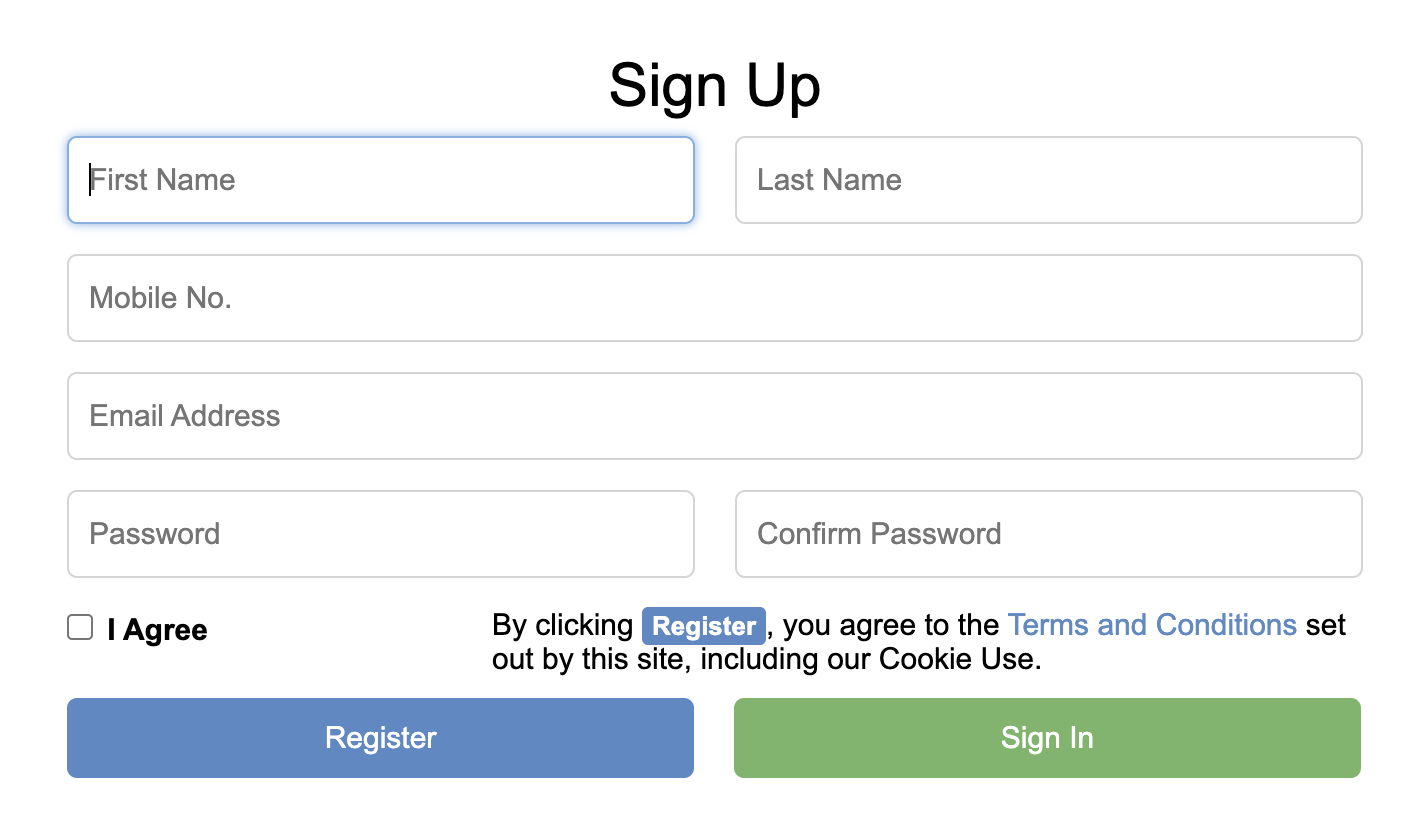 Sign Up
First Name
Last Name
Mobile No.
Email Address
Password
Confirm Password
I Agree
By clicking Register, you agree to the Terms and Conditions set
out by this site, including our Cookie Use.
Register
Sign In